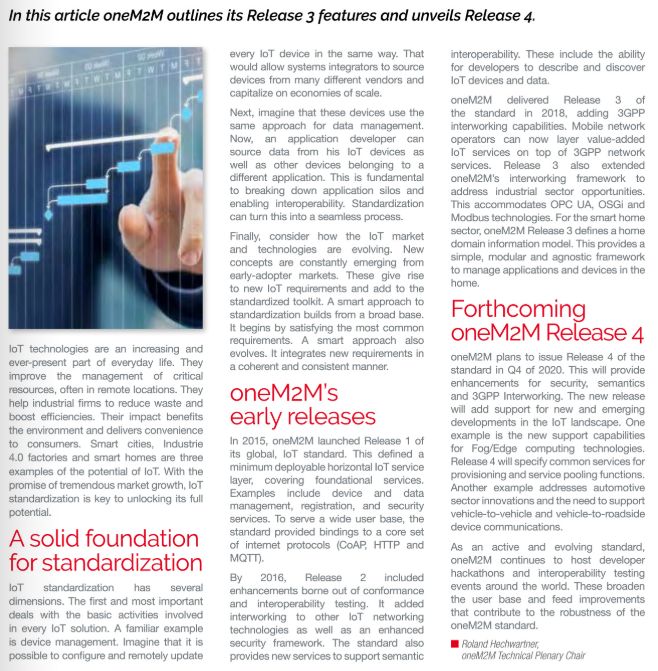 In this article oneM2M outlines its Release 3 features and unveils Release 4.
IoT technologies are an increasing and
ever-present part of everyday life. They
improve the management of critical
resources, often in remote locations. They
help industrial firms to reduce waste and
boost efficiencies. Their impact benefits
the environment and delivers convenience
to consumers. Smart cities, Industrie
4.0 factories and smart homes are three
examples of the potential of IoT. With the
promise of tremendous market growth, IoT
standardization is key to unlocking its full
potential.
A solid foundation
for standardization
IoT standardization has several
dimensions. The first and most important
deals with the basic activities involved
in every IoT solution. A familiar example
is device management. Imagine that it is
possible to configure and remotely update
every IoT device in the same way. That
would allow systems integrators to source
devices from many different vendors and
capitalize on economies of scale.
Next, imagine that these devices use the
same approach for data management.
Now, an application developer can
source data from his IoT devices as
well as other devices belonging to a
different application. This is fundamental
to breaking down application silos and
enabling interoperability. Standardization
can turn this into a seamless process.
Finally, consider how the IoT market
and technologies are evolving. New
concepts are constantly emerging from
early-adopter markets. These give rise
to new IoT requirements and add to the
standardized toolkit. A smart approach to
standardization builds from a broad base.
It begins by satisfying the most common
requirements. A smart approach also
evolves. It integrates new requirements in
a coherent and consistent manner.
oneM2M's
early releases
In 2015, oneM2M launched Release 1 of
its global, IoT standard. This defined a
minimum deployable horizontal IoT service
layer, covering foundational services.
Examples include device and data
management, registration, and security
services. To serve a wide user base, the
standard provided bindings to a core set
of internet protocols (CoAP, HTTP and
MQTT).
By 2016, Release 2 included
enhancements borne out of conformance
and interoperability testing. It added
interworking to other IoT networking
technologies as well as an enhanced
security framework. The standard also
provides new services to support semantic
interoperability. These include the ability
for developers to describe and discover
IoT devices and data.
oneM2M delivered Release 3 of
the standard in 2018, adding 3GPP
interworking capabilities. Mobile network
operators can now layer value-added
IoT services on top of 3GPP network
services. Release 3 also extended
oneM2M's interworking framework to
address industrial sector opportunities.
This accommodates OPC UA, OSGi and
Modbus technologies. For the smart home
sector, oneM2M Release 3 defines a home
domain information model. This provides a
simple, modular and agnostic framework
to manage applications and devices in the
home.
Forthcoming
oneM2M Release 4
oneM2M plans to issue Release 4 of the
standard in Q4 of 2020. This will provide
enhancements for security, semantics
and 3GPP Interworking. The new release
will add support for new and emerging
developments in the IoT landscape. One
example is the new support capabilities
for Fog/Edge computing technologies.
Release 4 will specify common services for
provisioning and service pooling functions.
Another example addresses automotive
sector innovations and the need to support
vehicle-to-vehicle and vehicle-to-roadside
device communications.
As an active and evolving standard,
oneM2M continues to host developer
hackathons and interoperability testing
events around the world. These broaden
the user base and feed improvements
that contribute to the robustness of the
oneM2M standard.
Roland Hechwartner,
oneM2M Technical Plenary Chair